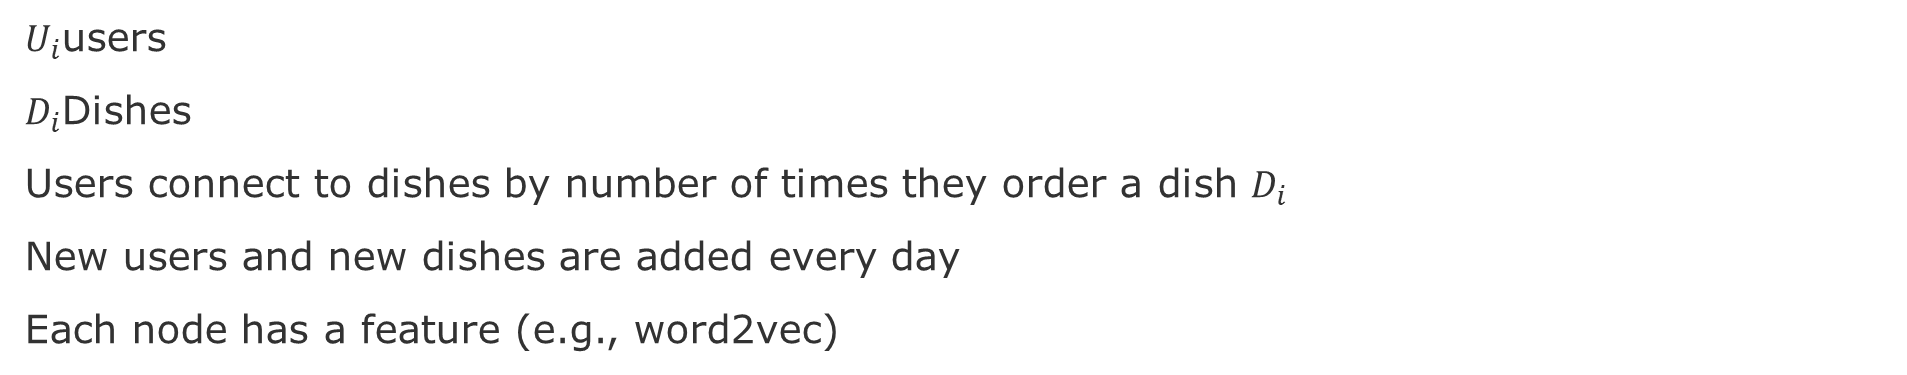 𝑈ᵢusers
𝐷ᵢDishes
Users connect to dishes by number of times they order a dish 𝐷ᵢ
New users and new dishes are added every day
Each node has a feature (e.g., word2vec)